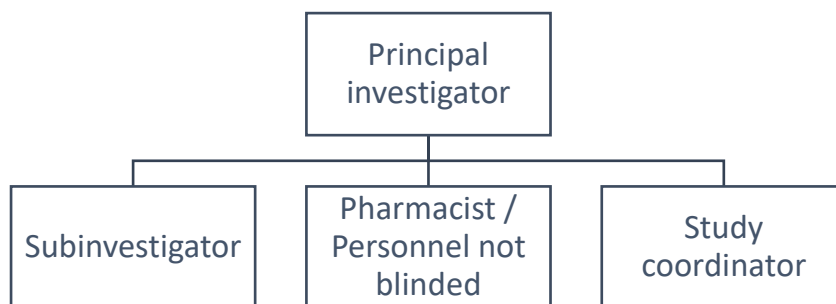 Principal
investigator
Subinvestigator
Pharmacist /
Personnel not
blinded
Study
coordinator